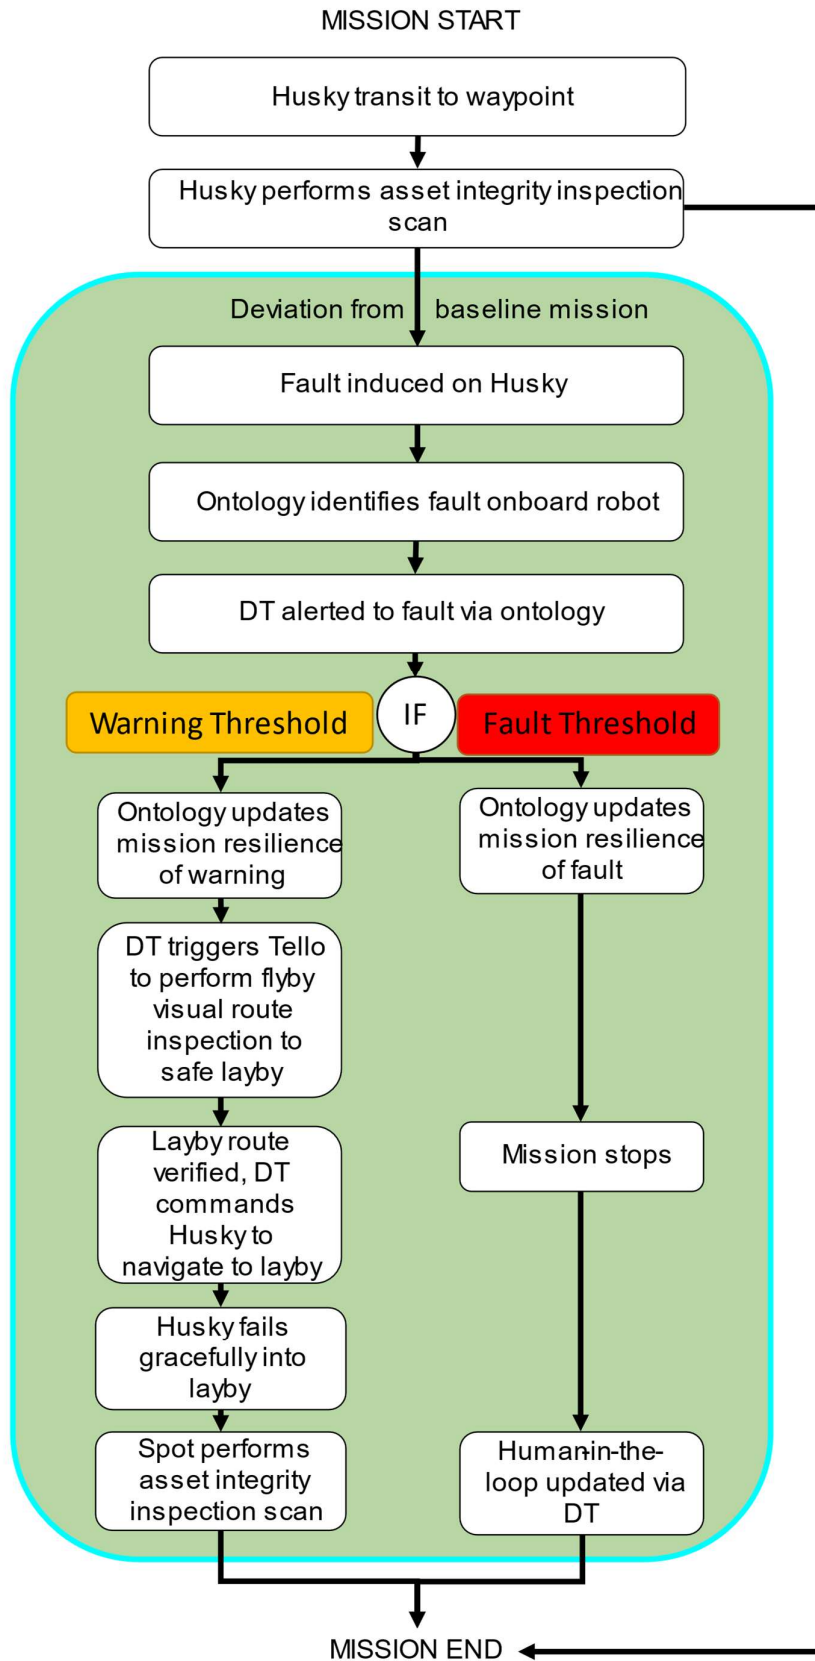 MISSION START
Husky transit to waypoint
Husky performs asset integrity inspection
scan
Deviation from baseline mission
Fault induced on Husky
Ontology identifies fault onboard robot
DT alerted to fault via ontology
IF
Warning Threshold
Fault Threshold
Ontology updates
mission resilience
of warning
Ontology updates
mission resilience
of fault
DT triggers Tello
to perform flyby
visual route
inspection to
safe layby
Layby route
verified, DT
commands
Husky to
navigate to layby
Mission stops
Husky fails
gracefully into
layby
Spot performs
asset integrity
inspection scan
Human-in-the-
loop updated via
DT
MISSION END